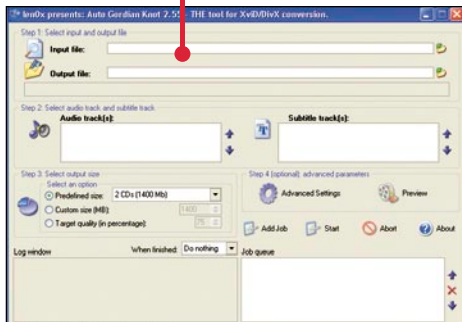 len0x presents: Auto Gordian Knot 2.55 - THE tool for XviD/DivX conversion.
Step 1: Select input and output file
Input file:
Output file:
Step 2: Select audio track and subtitle track
Audio track(s):
Subtitle track(s):
Step 3: Select output size
Select an option
Predefined size: 2 CDs (1400 Mb)
Custom size (MB): 1400
Target quality (in percentage): 75
Step 4 (optional): advanced parameters
Advanced Settings
Preview
Add Job
Start
Abort
About
Log window
When finished: Do nothing
Job queue